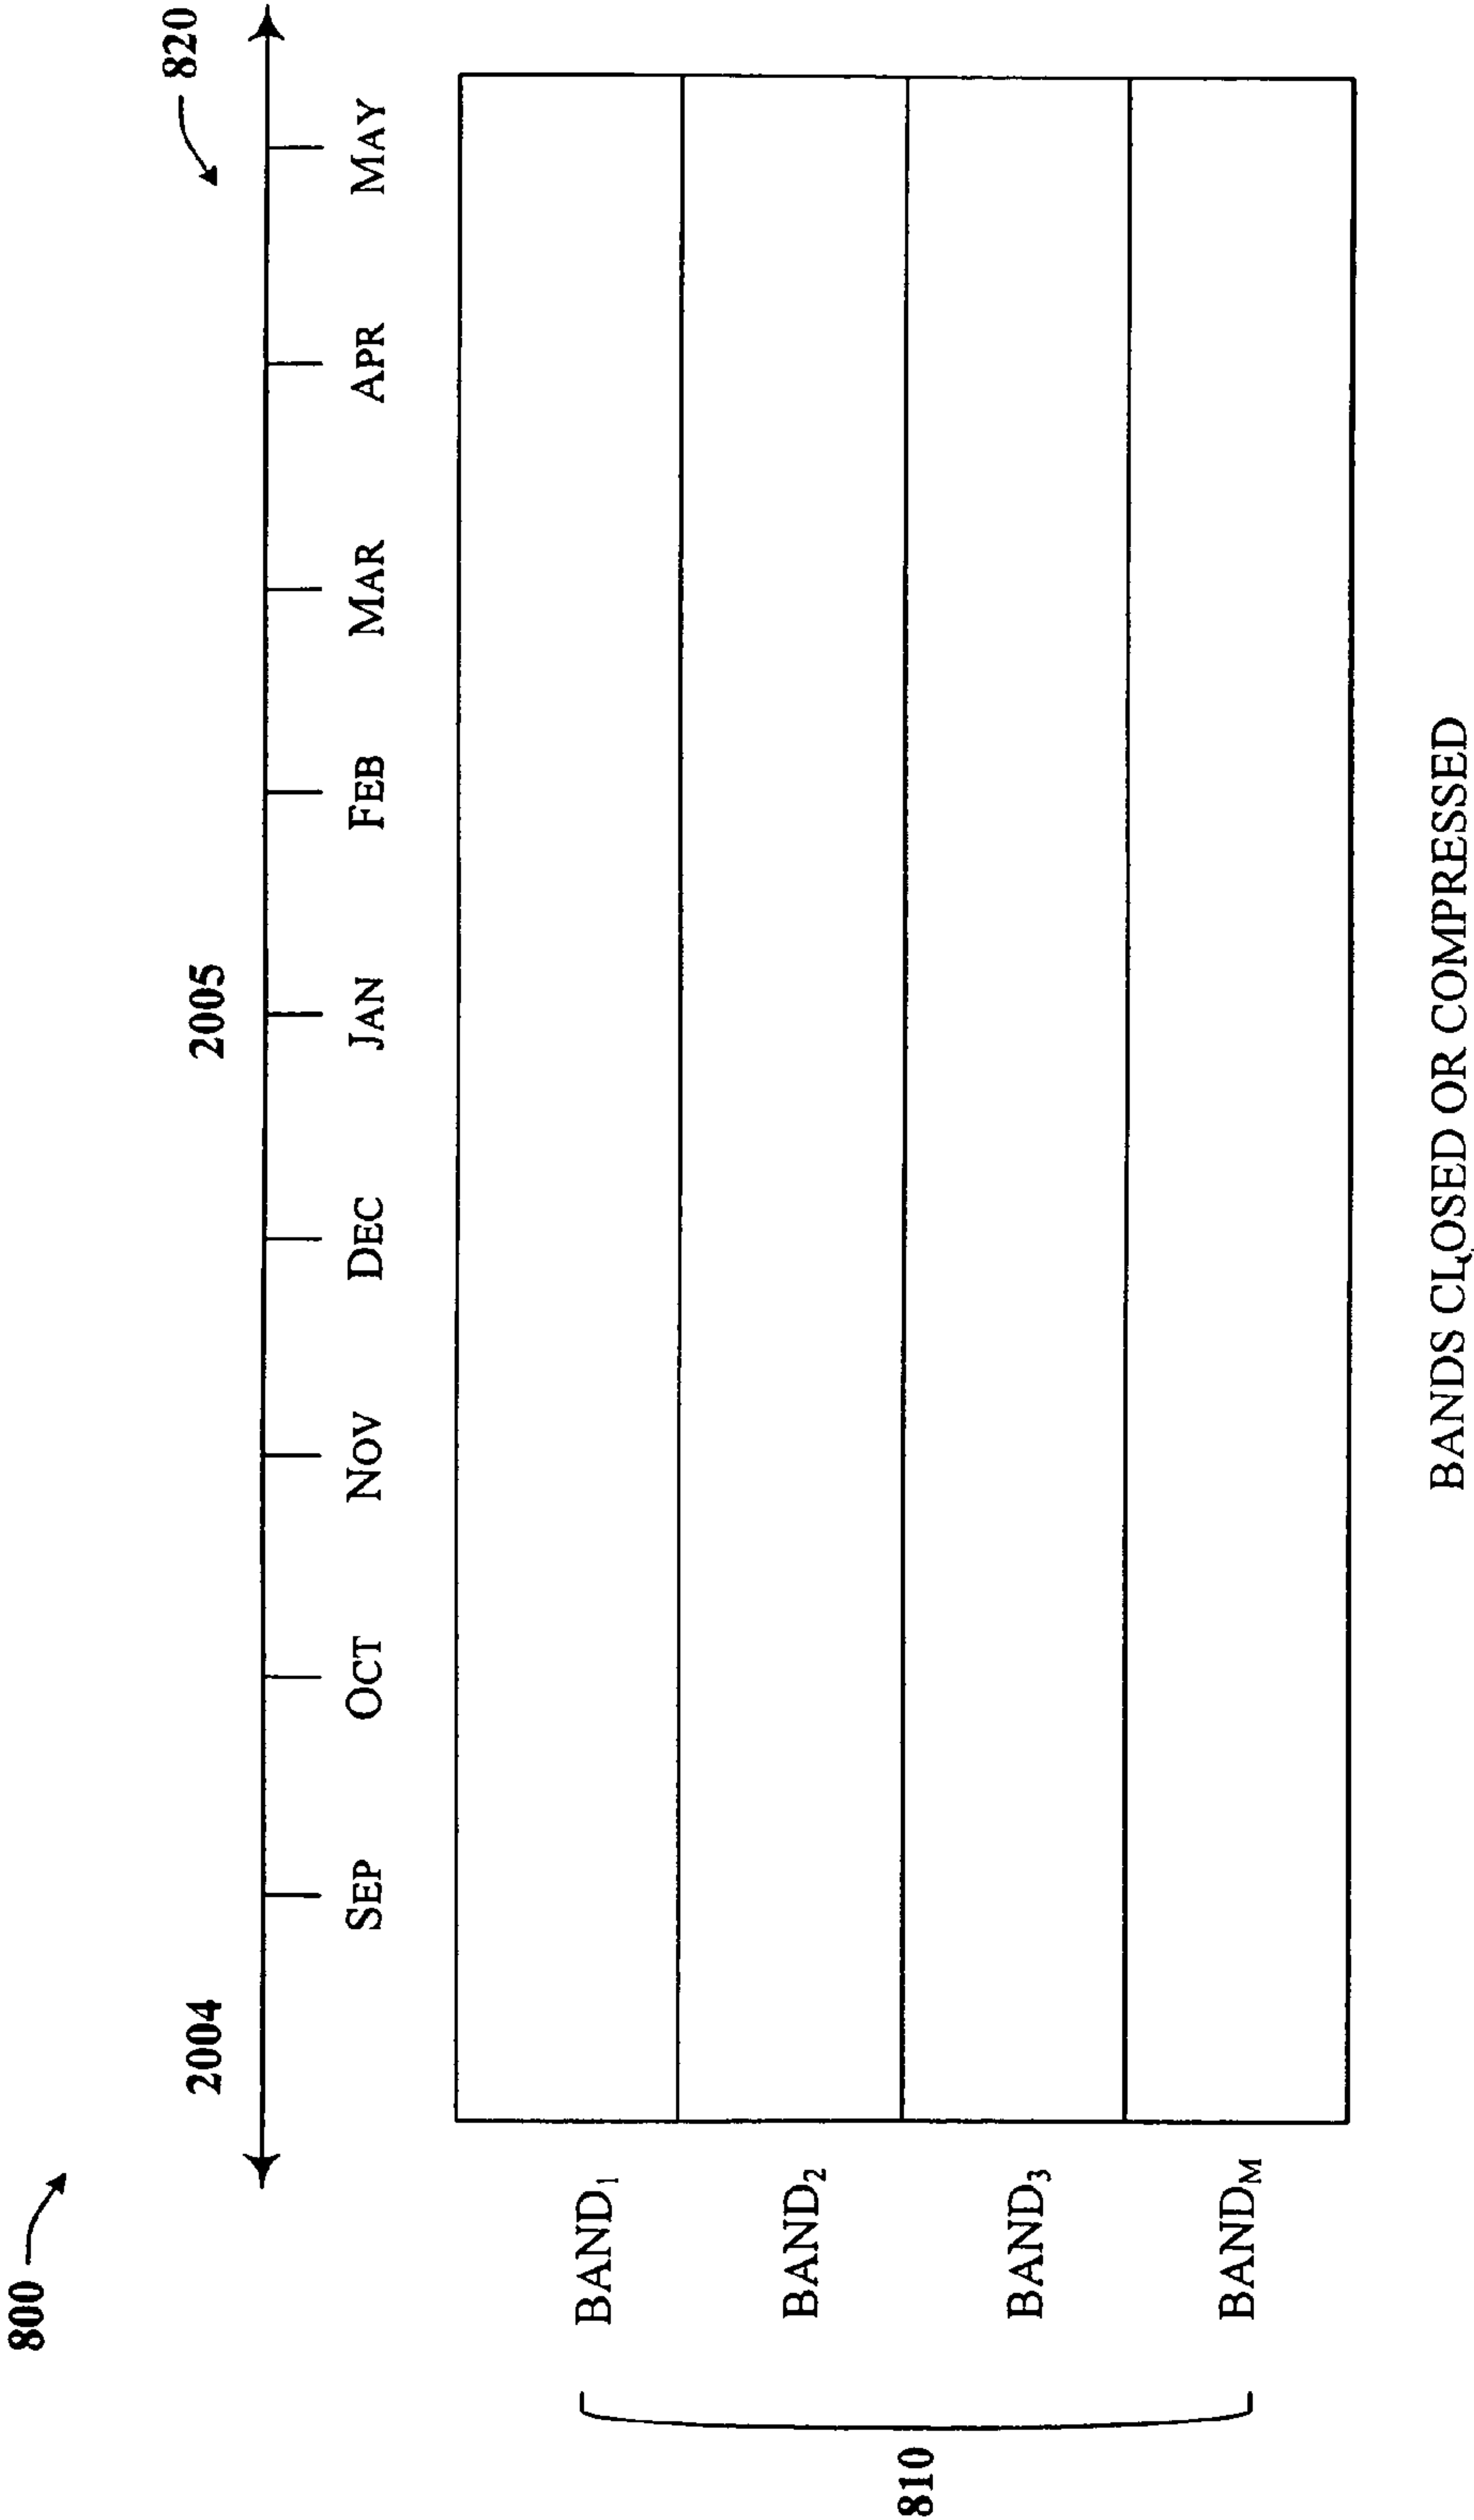 800
820
2004
2005
SEP OCT NOV DEC JAN FEB MAR APR MAY
BAND1
BAND2
810
BAND3
BANDM
BANDS CLOSED OR COMPRESSED